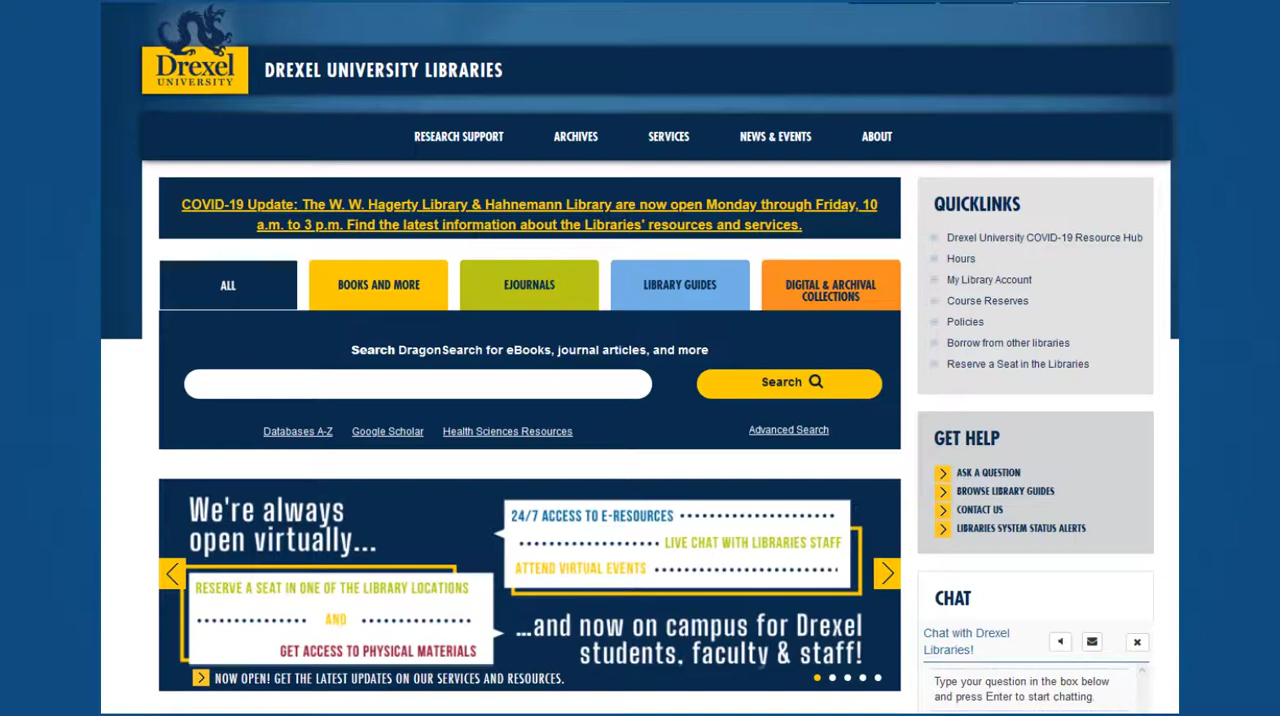 Drexel
UNIVERSITY
DREXEL UNIVERSITY LIBRARIES
RESEARCH SUPPORT ARCHIVES SERVICES NEWS & EVENTS ABOUT
COVID-19 Update: The W. W. Hagerty Library & Hahnemann Library are now open Monday through Friday, 10
a.m. to 3 p.m. Find the latest information about the Libraries' resources and services.
ALL
BOOKS AND MORE
EJOURNALS
LIBRARY GUIDES
DIGITAL & ARCHIVAL
COLLECTIONS
Search DragonSearch for eBooks, journal articles, and more
Search
Databases A-Z Google Scholar Health Sciences Resources
Advanced Search
We're always
open virtually...
24/7 ACCESS TO E-RESOURCES
LIVE CHAT WITH LIBRARIES STAFF
ATTEND VIRTUAL EVENTS
RESERVE A SEAT IN ONE OF THE LIBRARY LOCATIONS
AND
GET ACCESS TO PHYSICAL MATERIALS
...and now on campus for Drexel
students, faculty & staff!
NOW OPEN! GET THE LATEST UPDATES ON OUR SERVICES AND RESOURCES.
QUICKLINKS
Drexel University COVID-19 Resource Hub
Hours
My Library Account
Course Reserves
Policies
Borrow from other libraries
Reserve a Seat in the Libraries
GET HELP
ASK A QUESTION
BROWSE LIBRARY GUIDES
CONTACT US
LIBRARIES SYSTEM STATUS ALERTS
CHAT
Chat with Drexel
Libraries!
Type your question in the box below
and press Enter to start chatting.